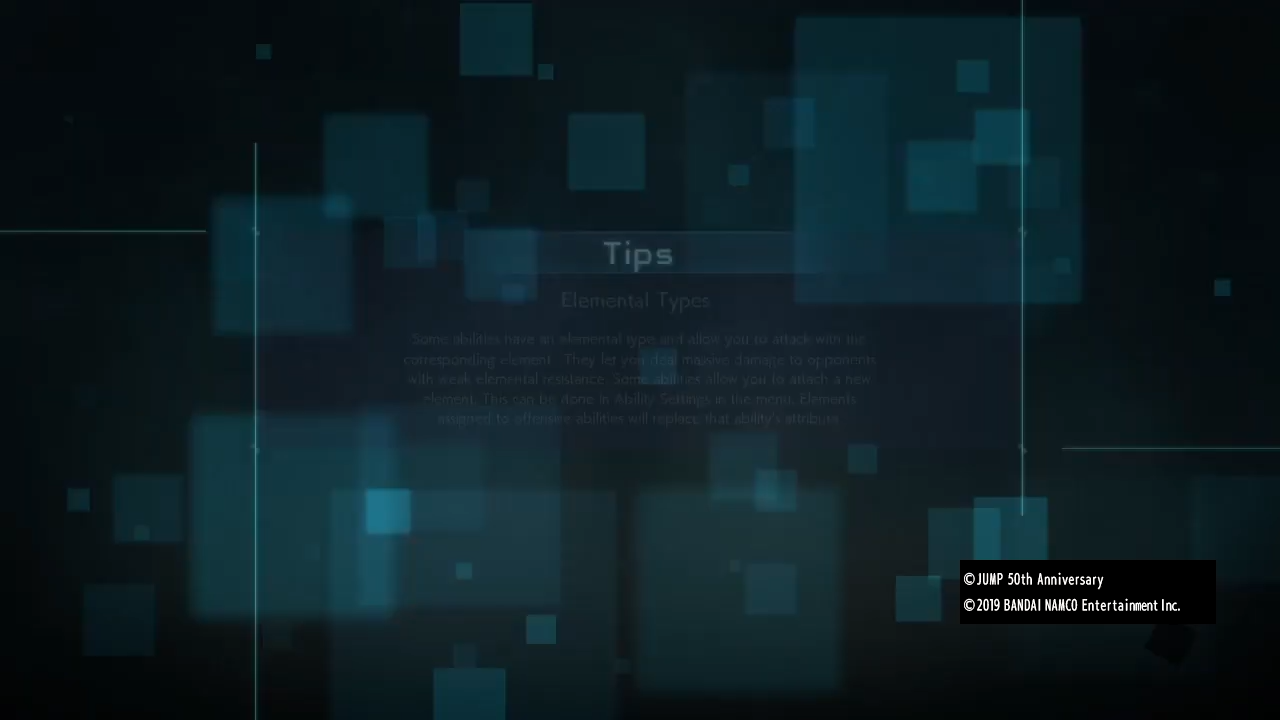 Tips
Elemental Types
Some abilities have an elemental type and allow you to attack with the
corresponding element. They let you deal massive damage to opponents
with weak elemental resistance. Some abilities allow you to attach a new
element. This can be done in Ability Settings in the menu. Elements
assigned to offensive abilities will replace that ability's attribute.
©JUMP 50th Anniversary
©2019 BANDAI NAMCO Entertainment Inc.